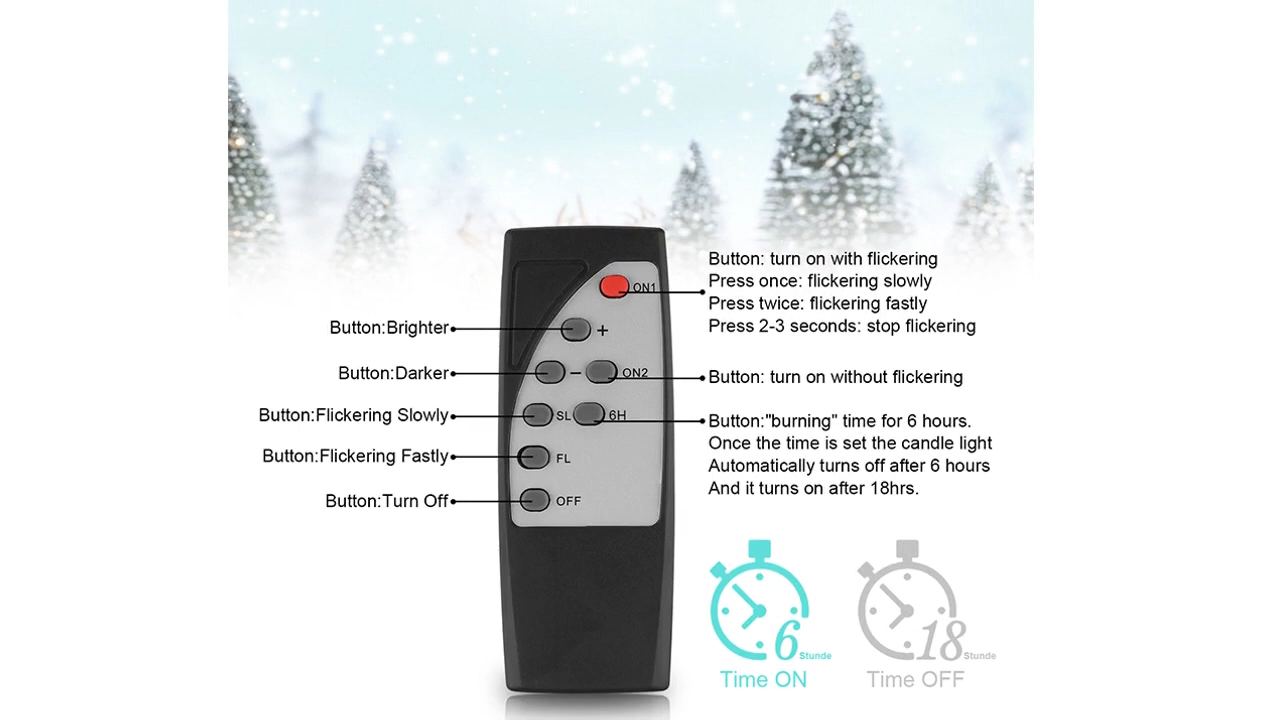 Button: turn on with flickering
Press once: flickering slowly
Press twice: flickering fastly
Press 2-3 seconds: stop flickering
ON1
Button:Brighter
+
Button:Darker
−
ON2
Button: turn on without flickering
Button:Flickering Slowly
SL
6H
Button:"burning" time for 6 hours.
Once the time is set the candle light
Automatically turns off after 6 hours
And it turns on after 18hrs.
Button:Flickering Fastly
FL
Button:Turn Off
OFF
6 Stunde
Time ON
18 Stunde
Time OFF